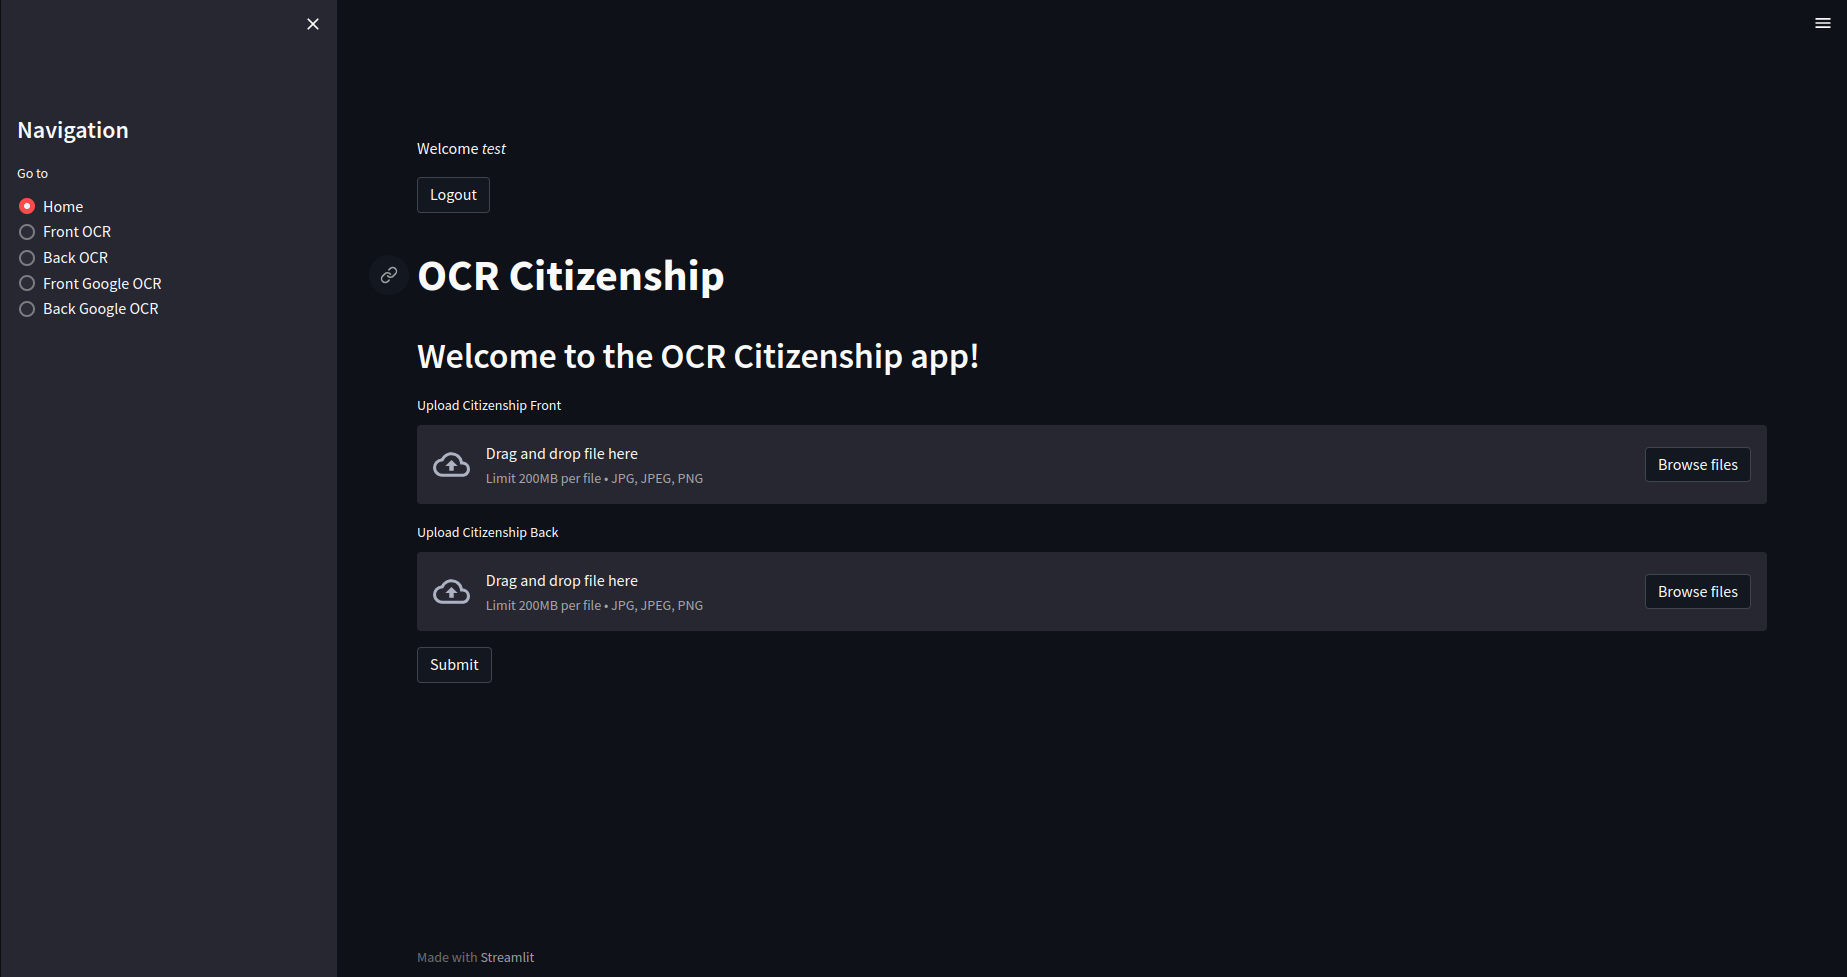 Navigation
Go to
Home
Front OCR
Back OCR
Front Google OCR
Back Google OCR
Welcome test
Logout
OCR Citizenship
Welcome to the OCR Citizenship app!
Upload Citizenship Front
Drag and drop file here
Limit 200MB per file • JPG, JPEG, PNG
Browse files
Upload Citizenship Back
Drag and drop file here
Limit 200MB per file • JPG, JPEG, PNG
Browse files
Submit
Made with Streamlit